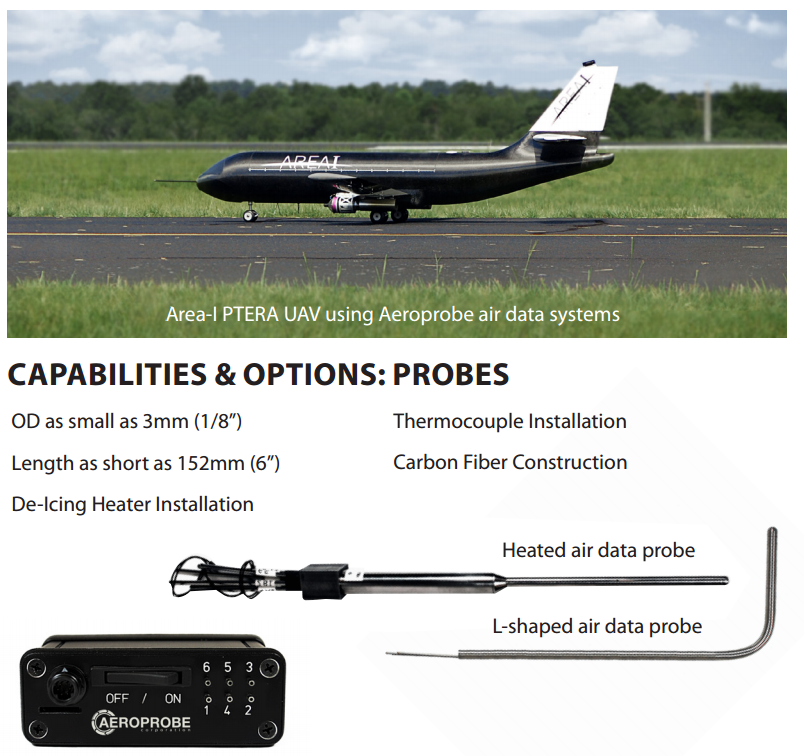 AREA-I
AREA-I
Area-I PTERA UAV using Aeroprobe air data systems
CAPABILITIES & OPTIONS: PROBES
OD as small as 3mm (1/8”)
Thermocouple Installation
Length as short as 152mm (6”)
Carbon Fiber Construction
De-Icing Heater Installation
Heated air data probe
L-shaped air data probe
6 5 3
OFF / ON
1 4 2
AEROPROBE
corporation